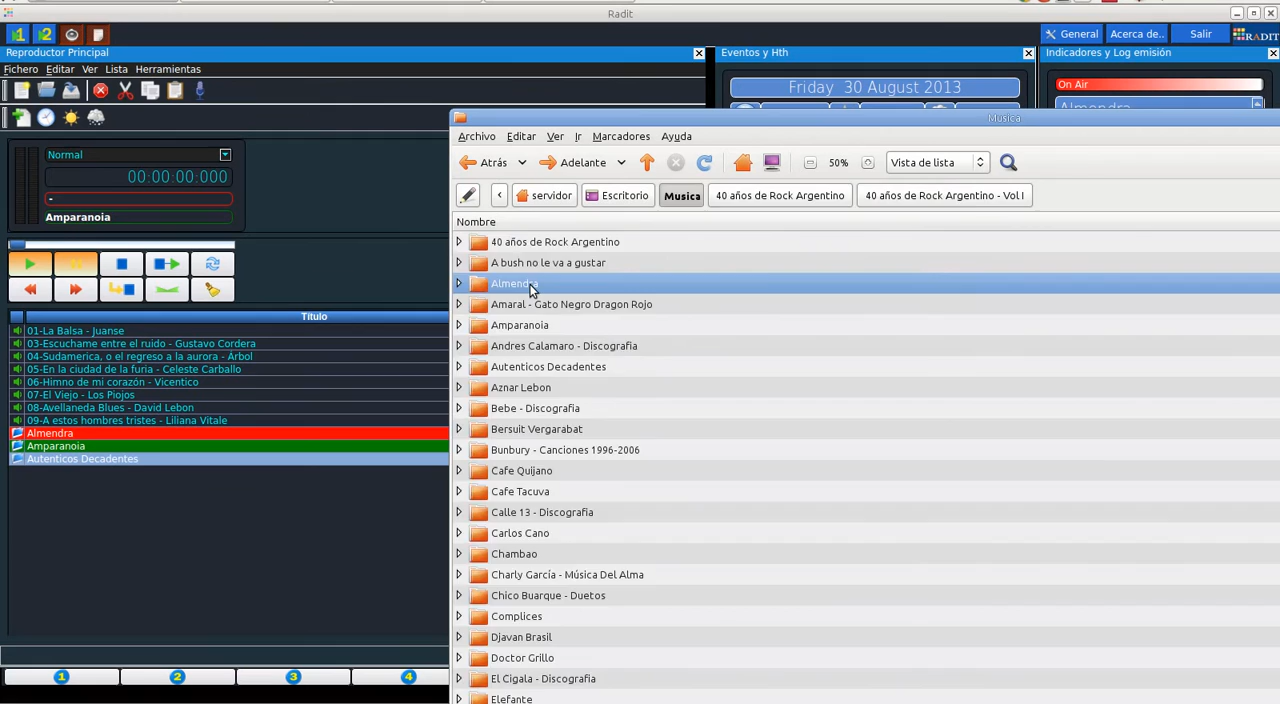 Radit
1 2
General Acerca de.. Salir RADIT
Reproductor Principal
Eventos y Hth
Indicadores y Log emisión
Fichero Editar Ver Lista Herramientas
Friday 30 August 2013
On Air
Almendra
Musica
Archivo Editar Ver Ir Marcadores Ayuda
Normal
Atrás Adelante 50% Vista de lista
00:00:00:000
-
Amparanoia
servidor Escritorio Musica 40 años de Rock Argentino 40 años de Rock Argentino - Vol I
Nombre
40 años de Rock Argentino
A bush no le va a gustar
Almendra
Amaral - Gato Negro Dragon Rojo
Amparanoia
Andres Calamaro - Discografia
Autenticos Decadentes
Aznar Lebon
Bebe - Discografia
Bersuit Vergarabat
Bunbury - Canciones 1996-2006
Cafe Quijano
Cafe Tacuva
Calle 13 - Discografia
Carlos Cano
Chambao
Charly García - Música Del Alma
Chico Buarque - Duetos
Complices
Djavan Brasil
Doctor Grillo
El Cigala - Discografia
Elefante
Título
01-La Balsa - Juanse
03-Escuchame entre el ruido - Gustavo Cordera
04-Sudamerica, o el regreso a la aurora - Árbol
05-En la ciudad de la furia - Celeste Carballo
06-Himno de mi corazón - Vicentico
07-El Viejo - Los Piojos
08-Avellaneda Blues - David Lebon
09-A estos hombres tristes - Liliana Vitale
Almendra
Amparanoia
Autenticos Decadentes
1 2 3 4